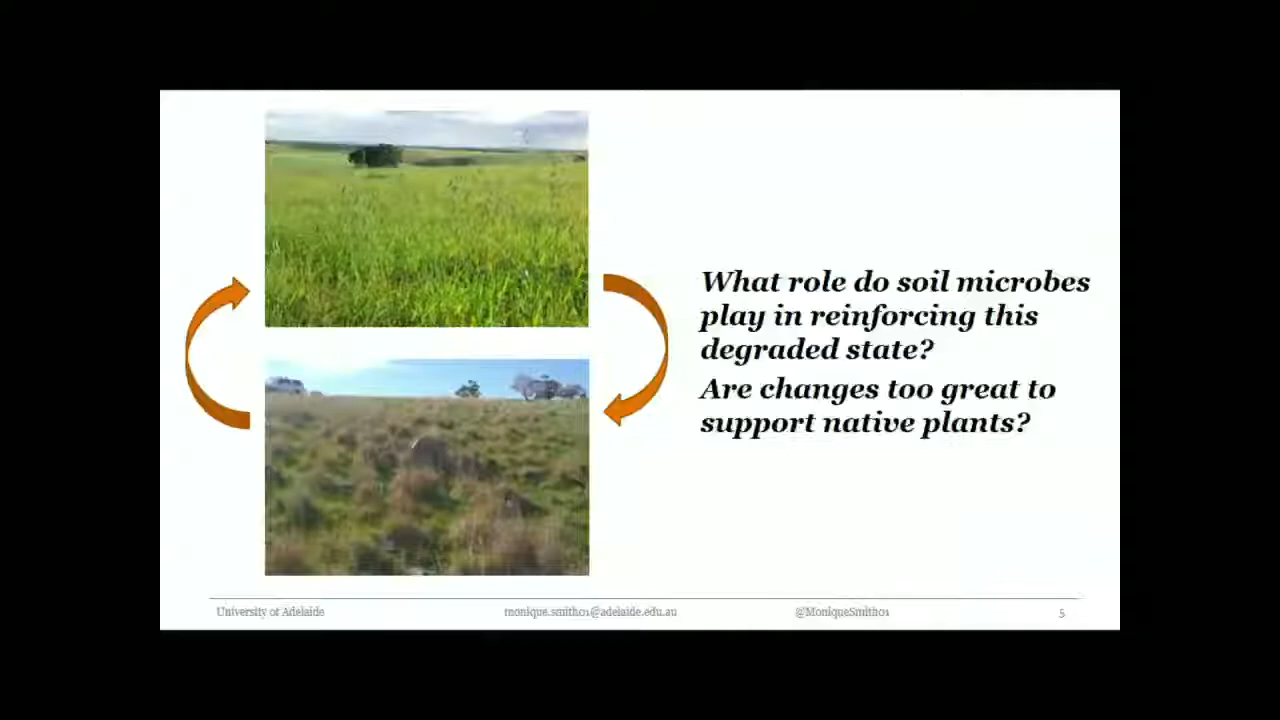 What role do soil microbes
play in reinforcing this
degraded state?
Are changes too great to
support native plants?
University of Adelaide
monique.smith01@adelaide.edu.au
@MoniqueSmith01
5